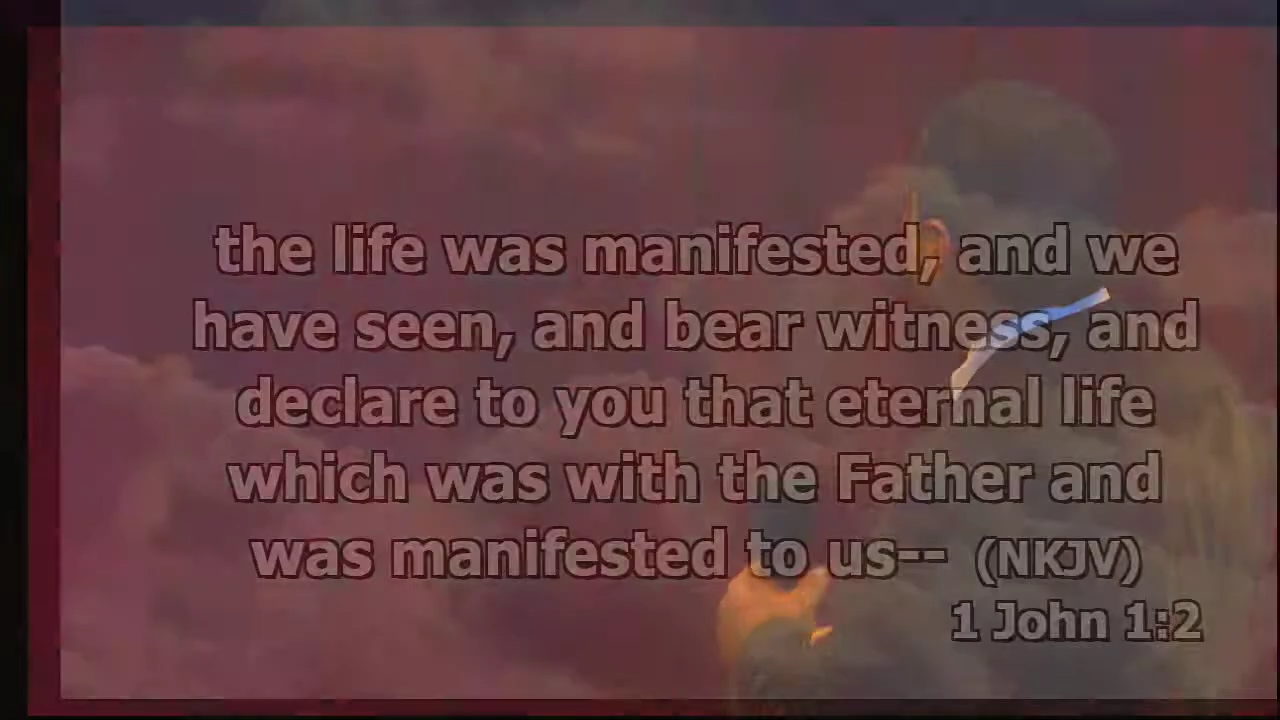 the life was manifested, and we
have seen, and bear witness, and
declare to you that eternal life
which was with the Father and
was manifested to us-- (NKJV)
1 John 1:2